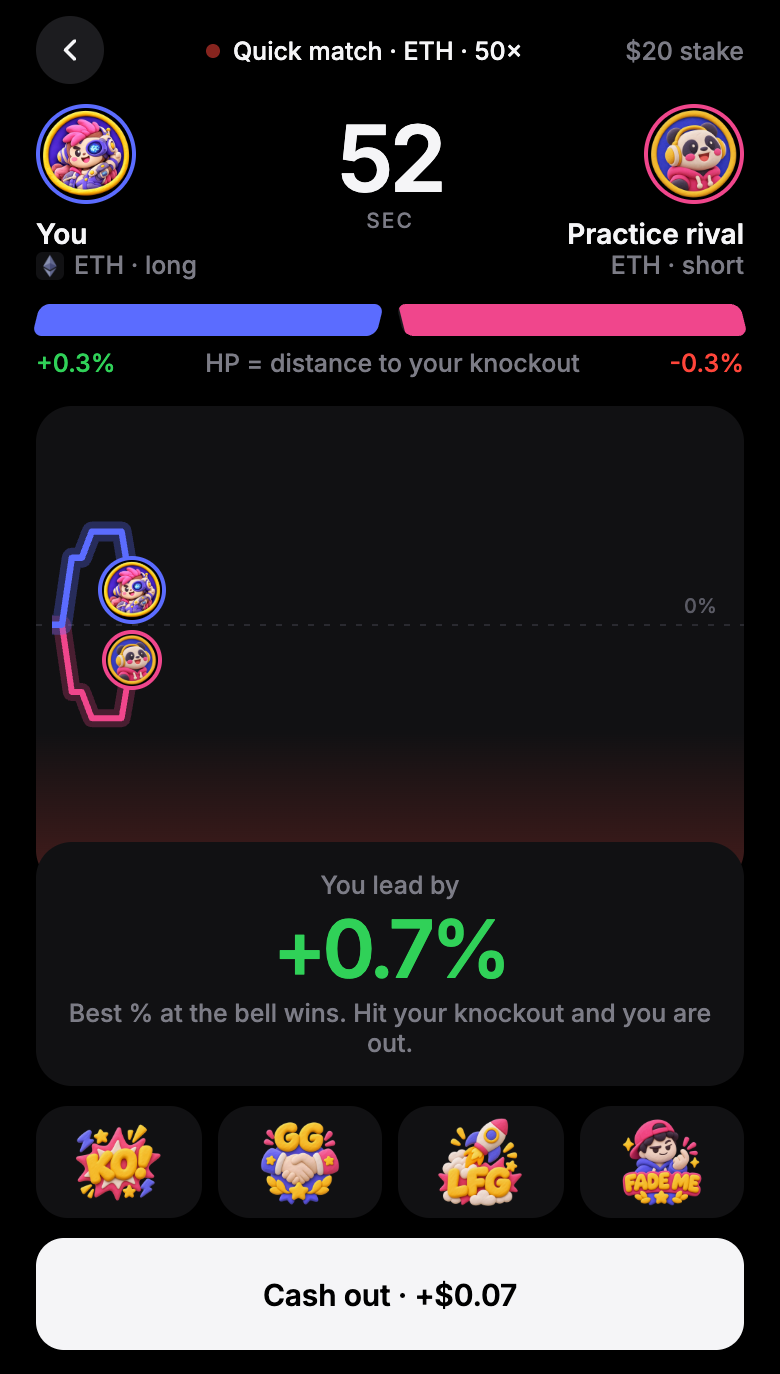 Quick match · ETH · 50×
$20 stake
52
SEC
You
Practice rival
ETH · long
ETH · short
+0.3%
HP = distance to your knockout
-0.3%
0%
You lead by
+0.7%
Best % at the bell wins. Hit your knockout and you are
out.
KO!
GG
LFG
FADE ME
Cash out · +$0.07